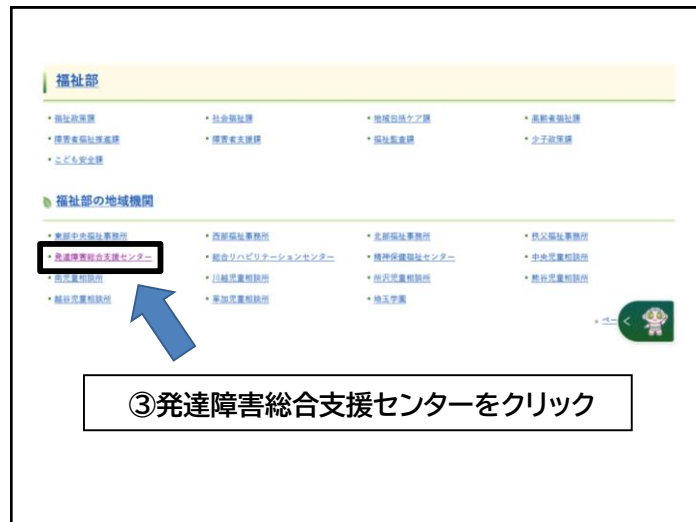 福祉部
・福祉政策課 ・社会福祉課 ・地域包括ケア課 ・高齢者福祉課
・障害者福祉推進課 ・障害者支援課 ・福祉監査課 ・少子政策課
・こども安全課
福祉部の地域機関
・東部中央福祉事務所 ・西部福祉事務所 ・北部福祉事務所 ・秩父福祉事務所
・発達障害総合支援センター ・総合リハビリテーションセンター ・精神保健福祉センター ・中央児童相談所
・南児童相談所 ・川越児童相談所 ・所沢児童相談所 ・熊谷児童相談所
・越谷児童相談所 ・草加児童相談所 ・埼玉学園
③発達障害総合支援センターをクリック